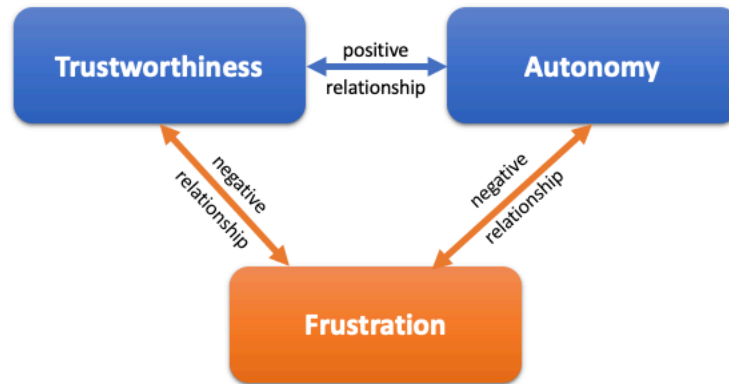 Trustworthiness
positive
relationship
Autonomy
negative
relationship
negative
relationship
Frustration